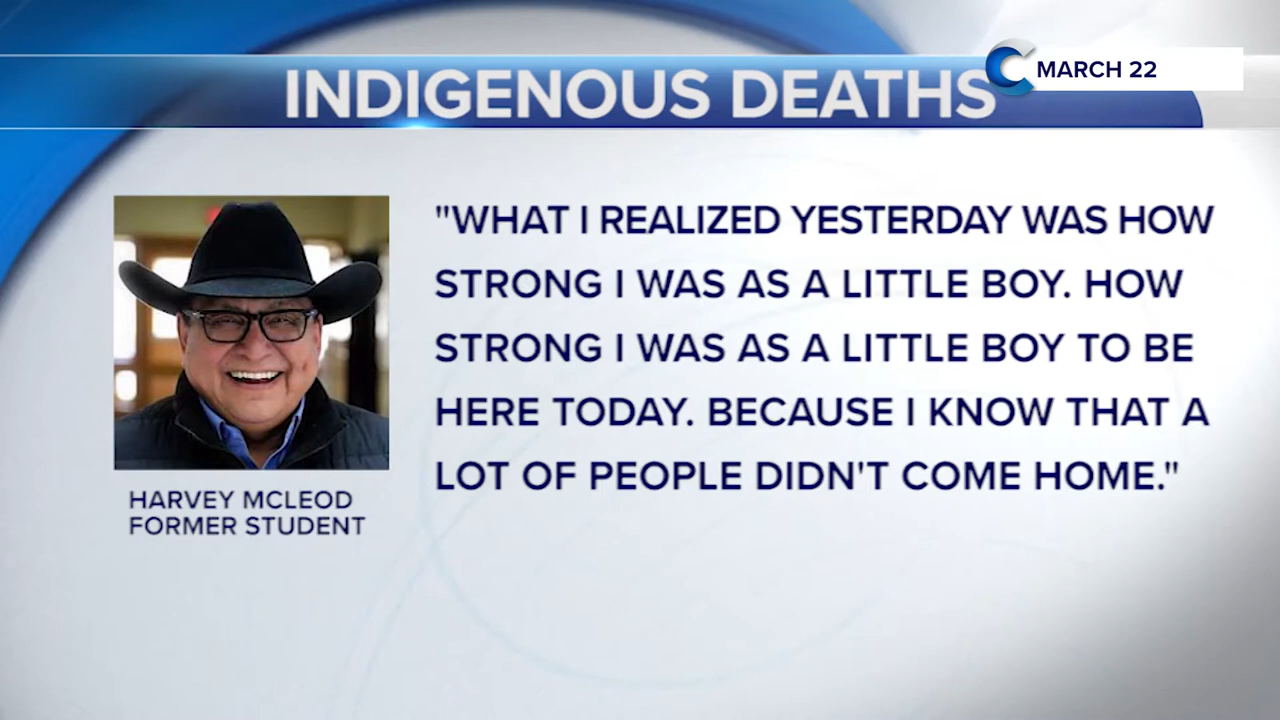 INDIGENOUS DEATHS
MARCH 22
"WHAT I REALIZED YESTERDAY WAS HOW
STRONG I WAS AS A LITTLE BOY. HOW
STRONG I WAS AS A LITTLE BOY TO BE
HERE TODAY. BECAUSE I KNOW THAT A
LOT OF PEOPLE DIDN'T COME HOME."
HARVEY MCLEOD
FORMER STUDENT